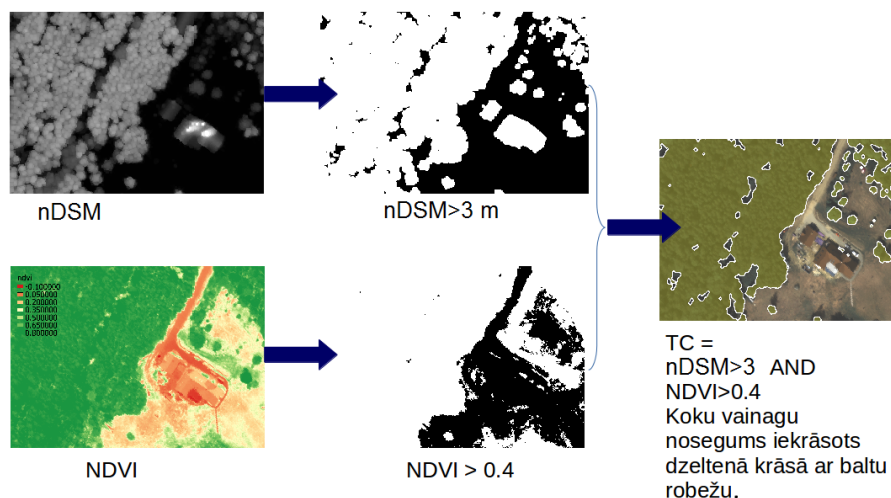 nDSM
nDSM>3 m
ndvi
-0.100000
0.050000
0.200000
0.350000
0.500000
0.650000
0.800000
NDVI
NDVI > 0.4
TC =
nDSM>3 AND
NDVI>0.4
Koku vainagu
nosegums iekrāsots
dzeltenā krāsā ar baltu
robežu.